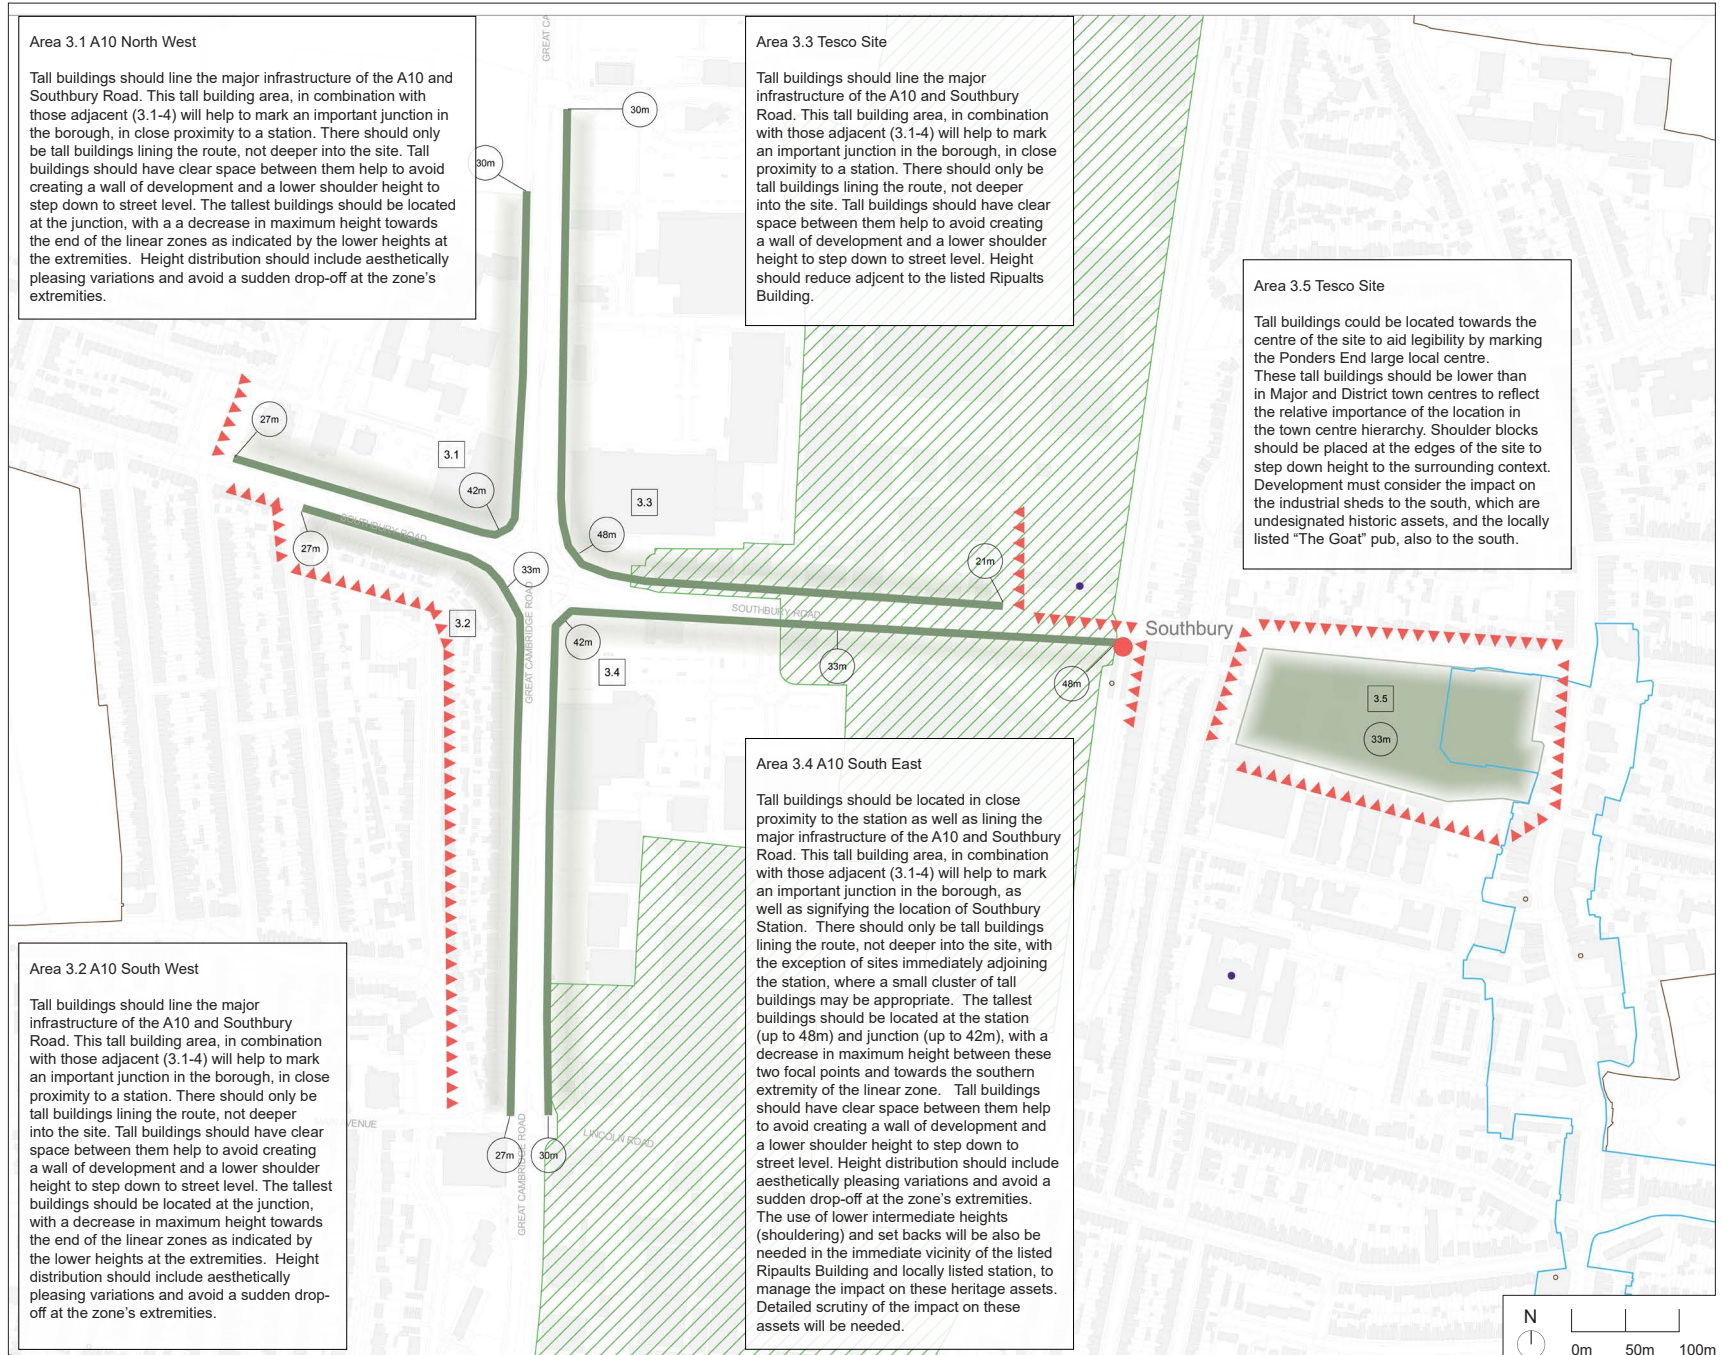 Area 3.1 A10 North West
Tall buildings should line the major infrastructure of the A10 and
Southbury Road. This tall building area, in combination with
those adjacent (3.1-4) will help to mark an important junction in
the borough, in close proximity to a station. There should only
be tall buildings lining the route, not deeper into the site. Tall
buildings should have clear space between them help to avoid
creating a wall of development and a lower shoulder height to
step down to street level. The tallest buildings should be located
at the junction, with a a decrease in maximum height towards
the end of the linear zones as indicated by the lower heights at
the extremities. Height distribution should include aesthetically
pleasing variations and avoid a sudden drop-off at the zone's
extremities.
GREAT CA
30m
30m
Area 3.3 Tesco Site
Tall buildings should line the major
infrastructure of the A10 and Southbury
Road. This tall building area, in combination
with those adjacent (3.1-4) will help to mark
an important junction in the borough, in close
proximity to a station. There should only be
tall buildings lining the route, not deeper
into the site. Tall buildings should have clear
space between them help to avoid creating
a wall of development and a lower shoulder
height to step down to street level. Height
should reduce adjcent to the listed Ripualts
Building.
Area 3.5 Tesco Site
Tall buildings could be located towards the
centre of the site to aid legibility by marking
the Ponders End large local centre.
These tall buildings should be lower than
in Major and District town centres to reflect
the relative importance of the location in
the town centre hierarchy. Shoulder blocks
should be placed at the edges of the site to
step down height to the surrounding context.
Development must consider the impact on
the industrial sheds to the south, which are
undesignated historic assets, and the locally
listed “The Goat” pub, also to the south.
27m
3.1
42m
3.3
48m
SOUTHBURY ROAD
27m
33m
21m
GREAT CAMBRIDGE ROAD
SOUTHBURY ROAD
3.2
42m
3.4
33m
48m
Southbury
3.5
33m
Area 3.4 A10 South East
Tall buildings should be located in close
proximity to the station as well as lining the
major infrastructure of the A10 and Southbury
Road. This tall building area, in combination
with those adjacent (3.1-4) will help to mark
an important junction in the borough, as
well as signifying the location of Southbury
Station. There should only be tall buildings
lining the route, not deeper into the site, with
the exception of sites immediately adjoining
the station, where a small cluster of tall
buildings may be appropriate. The tallest
buildings should be located at the station
(up to 48m) and junction (up to 42m), with a
decrease in maximum height between these
two focal points and towards the southern
extremity of the linear zone. Tall buildings
should have clear space between them help
to avoid creating a wall of development and
a lower shoulder height to step down to
street level. Height distribution should include
aesthetically pleasing variations and avoid a
sudden drop-off at the zone's extremities.
The use of lower intermediate heights
(shouldering) and set backs will be also be
needed in the immediate vicinity of the listed
Ripaults Building and locally listed station, to
manage the impact on these heritage assets.
Detailed scrutiny of the impact on these
assets will be needed.
Area 3.2 A10 South West
Tall buildings should line the major
infrastructure of the A10 and Southbury
Road. This tall building area, in combination
with those adjacent (3.1-4) will help to mark
an important junction in the borough, in close
proximity to a station. There should only be
tall buildings lining the route, not deeper
into the site. Tall buildings should have clear
space between them help to avoid creating
a wall of development and a lower shoulder
height to step down to street level. The tallest
buildings should be located at the junction,
with a decrease in maximum height towards
the end of the linear zones as indicated by
the lower heights at the extremities. Height
distribution should include aesthetically
pleasing variations and avoid a sudden drop-
off at the zone's extremities.
VENUE
27m
30m
GREAT CAMBRIDGE ROAD
LINCOLN ROAD
N
0m 50m 100m